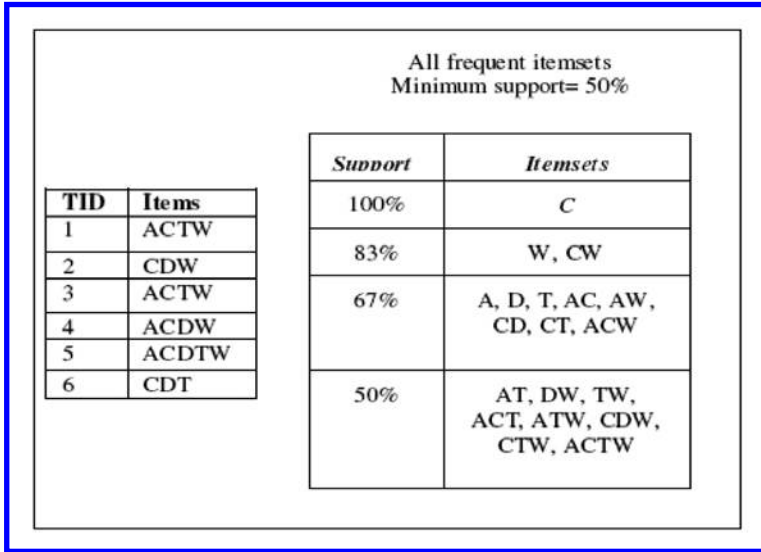 All frequent itemsets
Minimum support= 50%
Support Itemsets
100% C
83% W, CW
67% A, D, T, AC, AW,
CD, CT, ACW
50% AT, DW, TW,
ACT, ATW, CDW,
CTW, ACTW
TID Items
1 ACTW
2 CDW
3 ACTW
4 ACDW
5 ACDTW
6 CDT